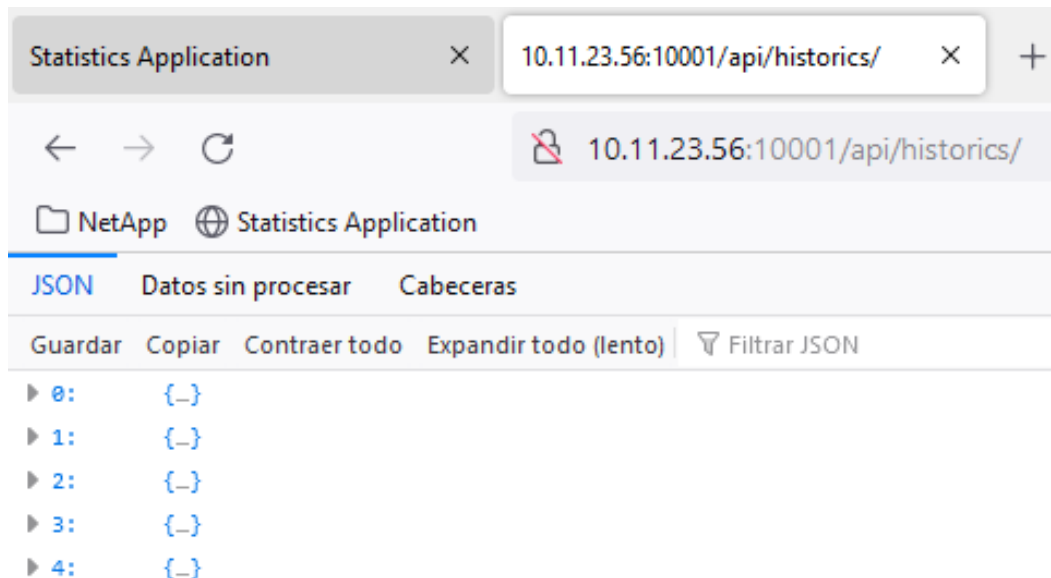 Statistics Application
10.11.23.56:10001/api/historics/
10.11.23.56:10001/api/historics/
NetApp Statistics Application
JSON Datos sin procesar Cabeceras
Guardar Copiar Contraer todo Expandir todo (lento) Filtrar JSON
0: {…}
1: {…}
2: {…}
3: {…}
4: {…}